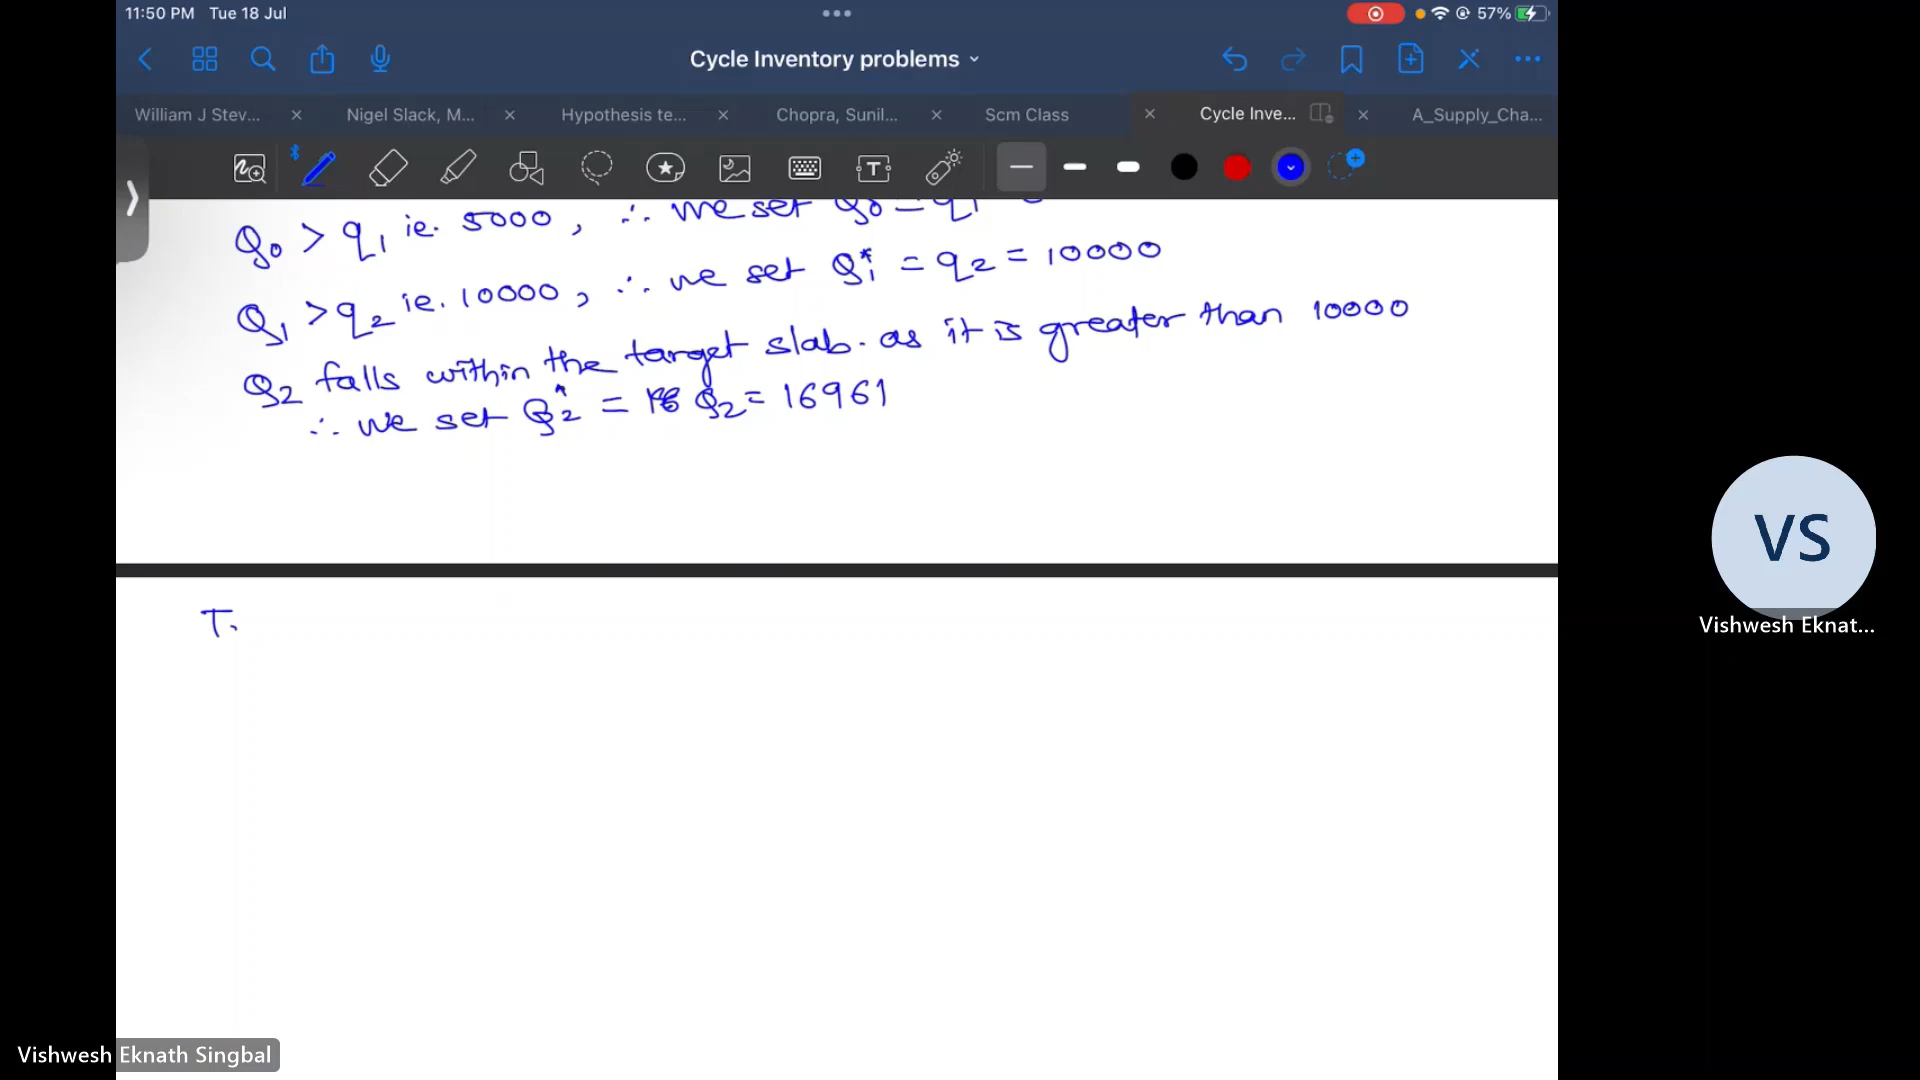 11:50 PM Tue 18 Jul
57%
Cycle Inventory problems
William J Stev...
Nigel Slack, M...
Hypothesis te...
Chopra, Sunil...
Scm Class
Cycle Inve...
A_Supply_Cha...
Q0 > q1 ie. 5000, ∴ we set Q0 = q1
Q1 > q2 ie. 10000, ∴ we set Q1* = q2 = 10000
Q2 falls within the target slab. as it is greater than 10000
∴ we set Q2* = Q2 = 16961
T.
VS
Vishwesh Eknat...
Vishwesh Eknath Singbal